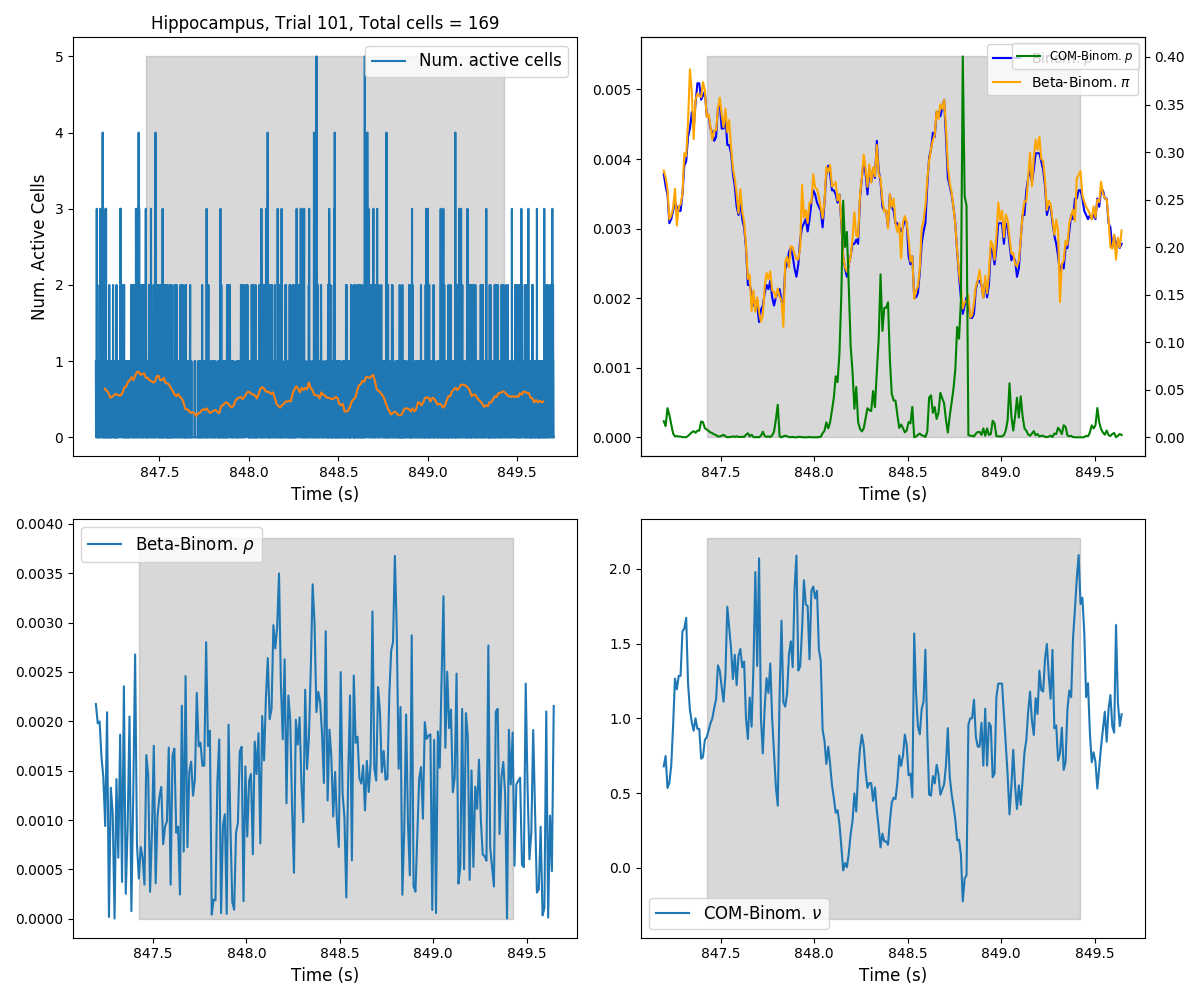 Hippocampus, Trial 101, Total cells = 169
Num. active cells
Num. Active Cells
5
4
3
2
1
0
847.5 848.0 848.5 849.0 849.5
Time (s)
COM-Binom. p
Beta-Binom. π
0.005
0.004
0.003
0.002
0.001
0.000
0.40
0.35
0.30
0.25
0.20
0.15
0.10
0.05
0.00
847.5 848.0 848.5 849.0 849.5
Time (s)
Beta-Binom. ρ
0.0040
0.0035
0.0030
0.0025
0.0020
0.0015
0.0010
0.0005
0.0000
847.5 848.0 848.5 849.0 849.5
Time (s)
2.0
1.5
1.0
0.5
0.0
COM-Binom. ν
847.5 848.0 848.5 849.0 849.5
Time (s)